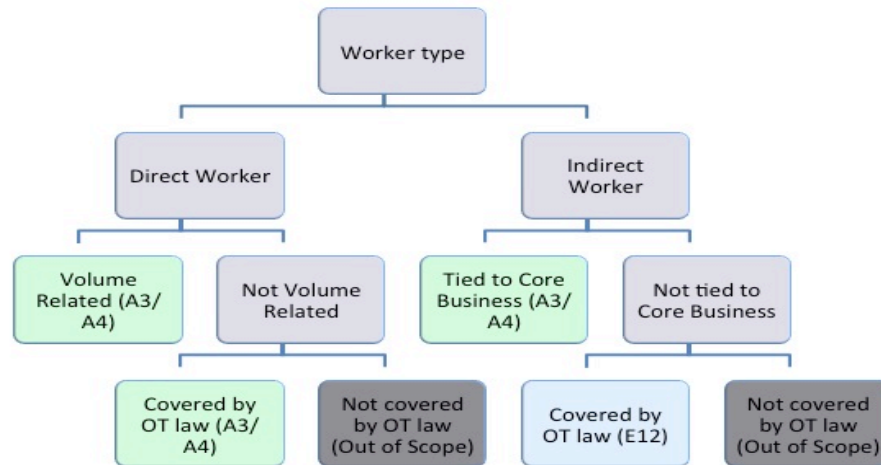 Worker type
Direct Worker
Indirect
Worker
Volume
Related (A3/
A4)
Not Volume
Related
Tied to Core
Business (A3/
A4)
Not tied to
Core Business
Covered by
OT law (A3/
A4)
Not covered
by OT law
(Out of Scope)
Covered by
OT law (E12)
Not covered
by OT law
(Out of Scope)